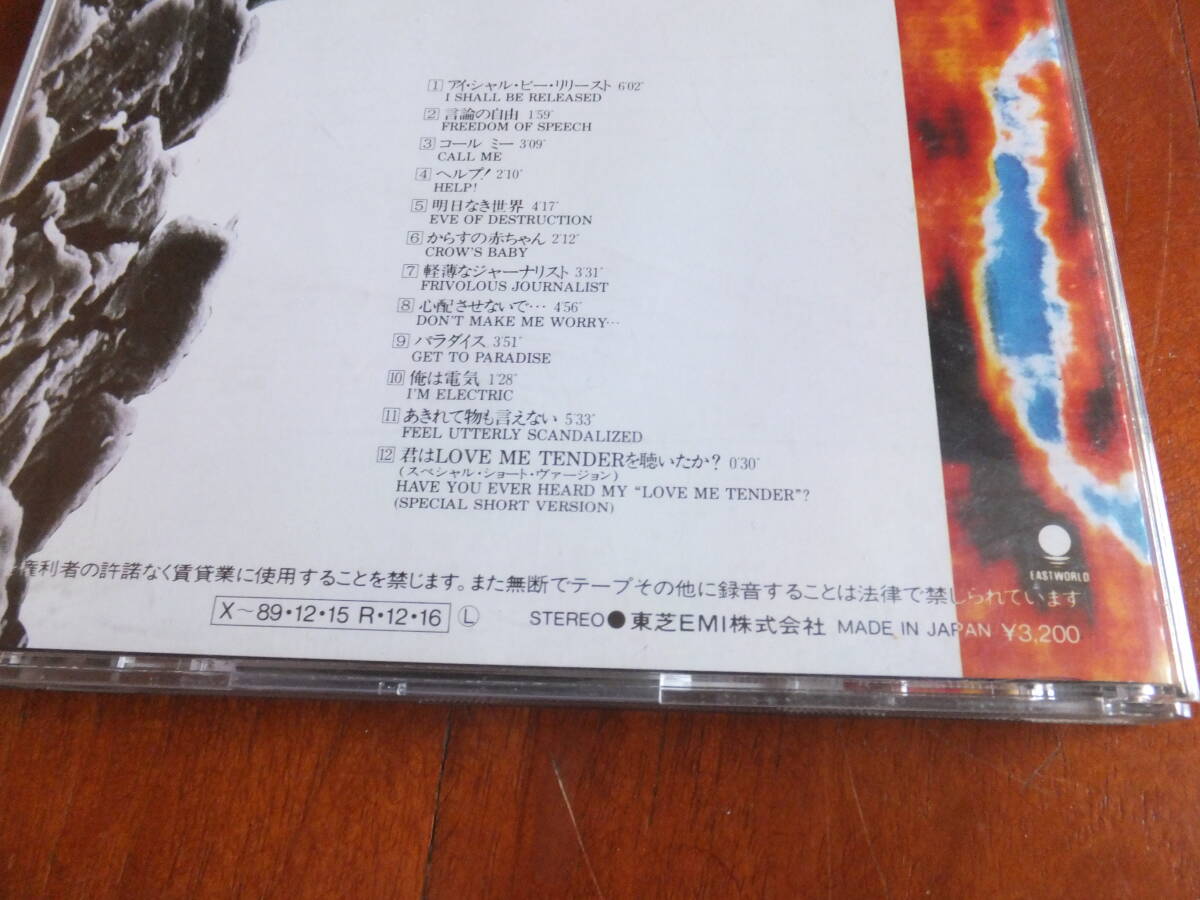 1 アイ・シャル・ビー・リリースト 6'02"
I SHALL BE RELEASED
2 言論の自由 1'59"
FREEDOM OF SPEECH
3 コール ミー 3'09"
CALL ME
4 ヘルプ! 2'10"
HELP!
5 明日なき世界 4'17"
EVE OF DESTRUCTION
6 からすの赤ちゃん 2'12"
CROW'S BABY
7 軽薄なジャーナリスト 3'31"
FRIVOLOUS JOURNALIST
8 心配させないで… 4'56"
DON'T MAKE ME WORRY…
9 パラダイス 3'51"
GET TO PARADISE
10 俺は電気 1'28"
I'M ELECTRIC
11 あきれて物も言えない 5'33"
FEEL UTTERLY SCANDALIZED
12 君はLOVE ME TENDERを聴いたか? 0'30"
(スペシャル・ショート・ヴァージョン)
HAVE YOU EVER HEARD MY “LOVE ME TENDER”?
(SPECIAL SHORT VERSION)
EASTWORLD
権利者の許諾なく賃貸業に使用することを禁じます。また無断でテープその他に録音することは法律で禁じられています
X〜89・12・15 R・12・16 Ⓛ STEREO●東芝EMI株式会社 MADE IN JAPAN ¥3,200